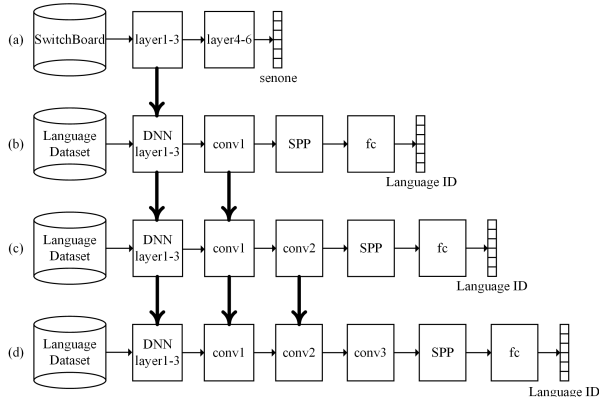 (a) SwitchBoard layer1-3 layer4-6
senone
(b) Language Dataset DNN layer1-3 conv1 SPP fc
Language ID
(c) Language Dataset DNN layer1-3 conv1 conv2 SPP fc
Language ID
(d) Language Dataset DNN layer1-3 conv1 conv2 conv3 SPP fc
Language ID